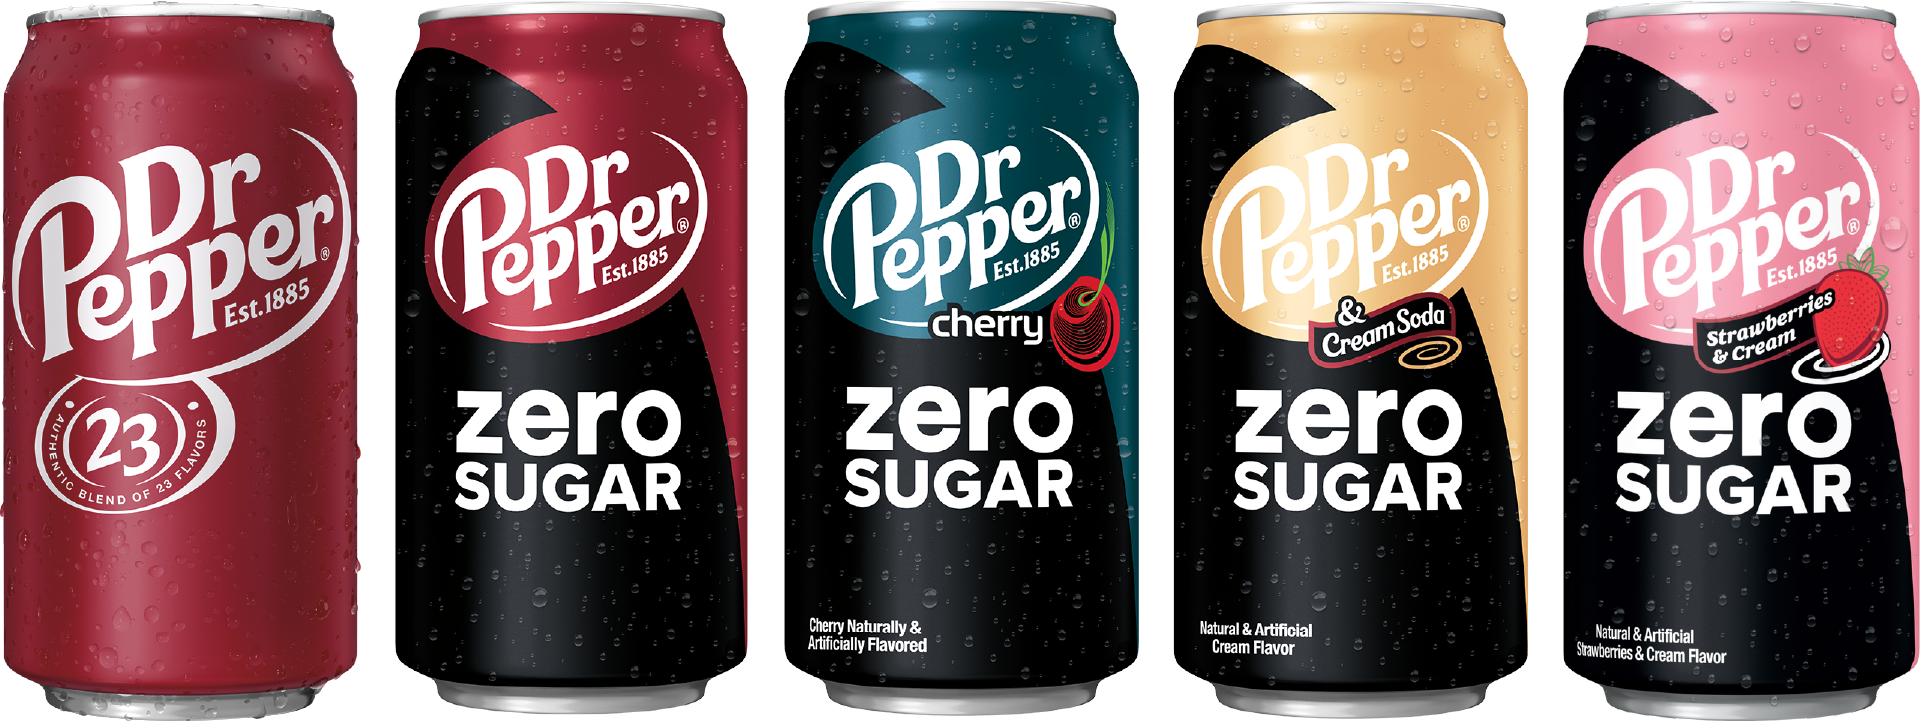 Dr
Pepper®
Est.1885
23
AUTHENTIC BLEND OF 23 FLAVORS
Dr
Pepper®
Est.1885
zero
SUGAR
Dr
Pepper®
Est.1885
cherry
zero
SUGAR
Cherry Naturally &
Artificially Flavored
Dr
Pepper®
Est.1885
&
Cream Soda
zero
SUGAR
Natural & Artificial
Cream Flavor
Dr
Pepper®
Est.1885
Strawberries
& Cream
zero
SUGAR
Natural & Artificial
Strawberries & Cream Flavor